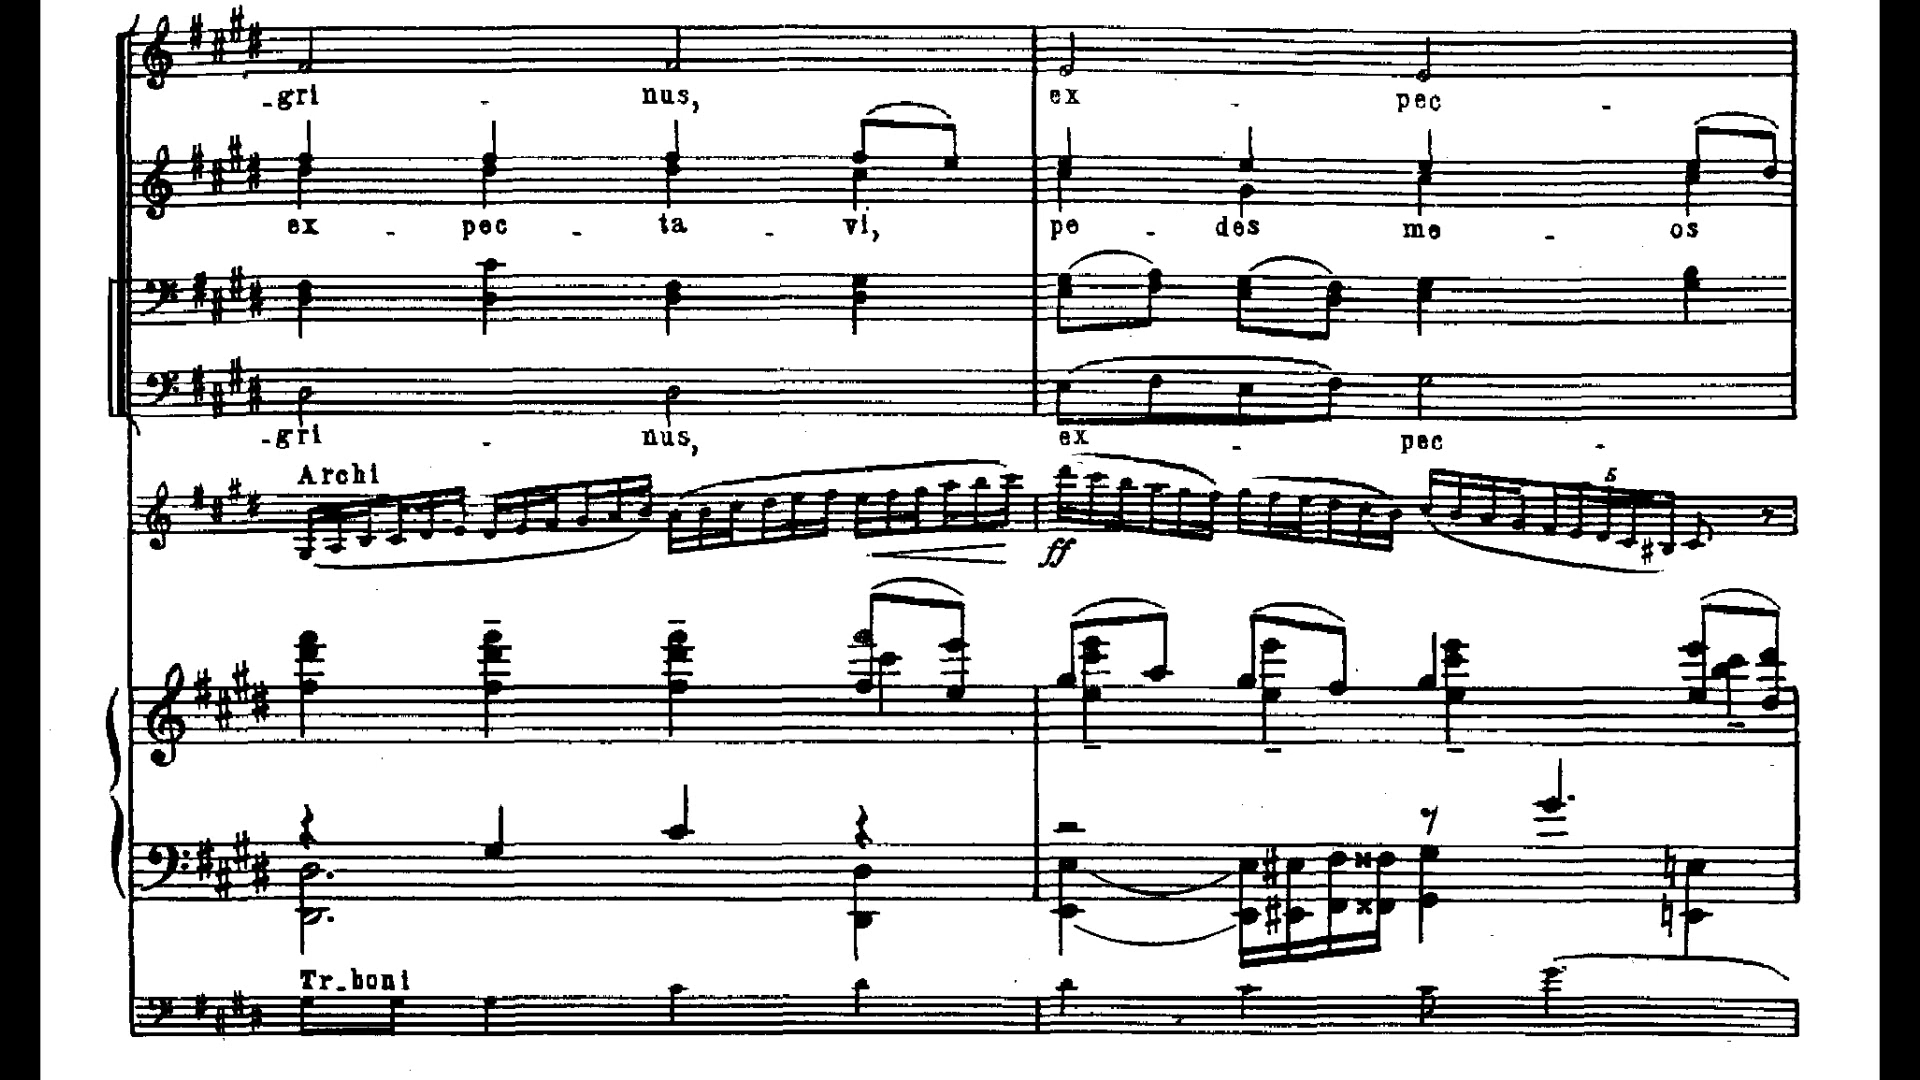 -gri - nus, ex - pec -
ex - pec - ta - vi, pe - des me - os
-gri - nus, ex - pec -
Archi
5
ff
Tr-boni